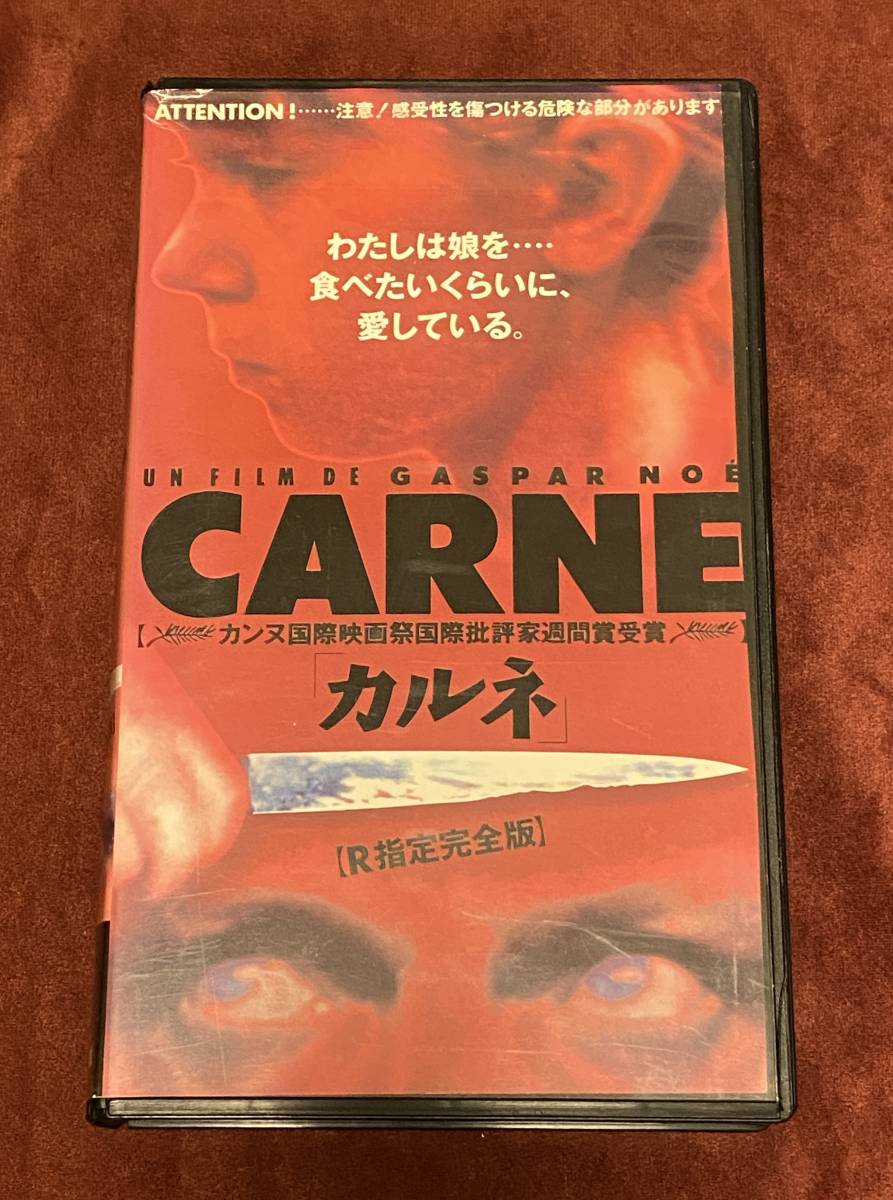 ATTENTION!……注意!感受性を傷つける危険な部分があります
わたしは娘を‥‥
食べたいくらいに、
愛している。
UN FILM DE GASPAR NOÉ
CARNE
【カンヌ国際映画祭国際批評家週間賞受賞】
「カルネ」
【R指定完全版】